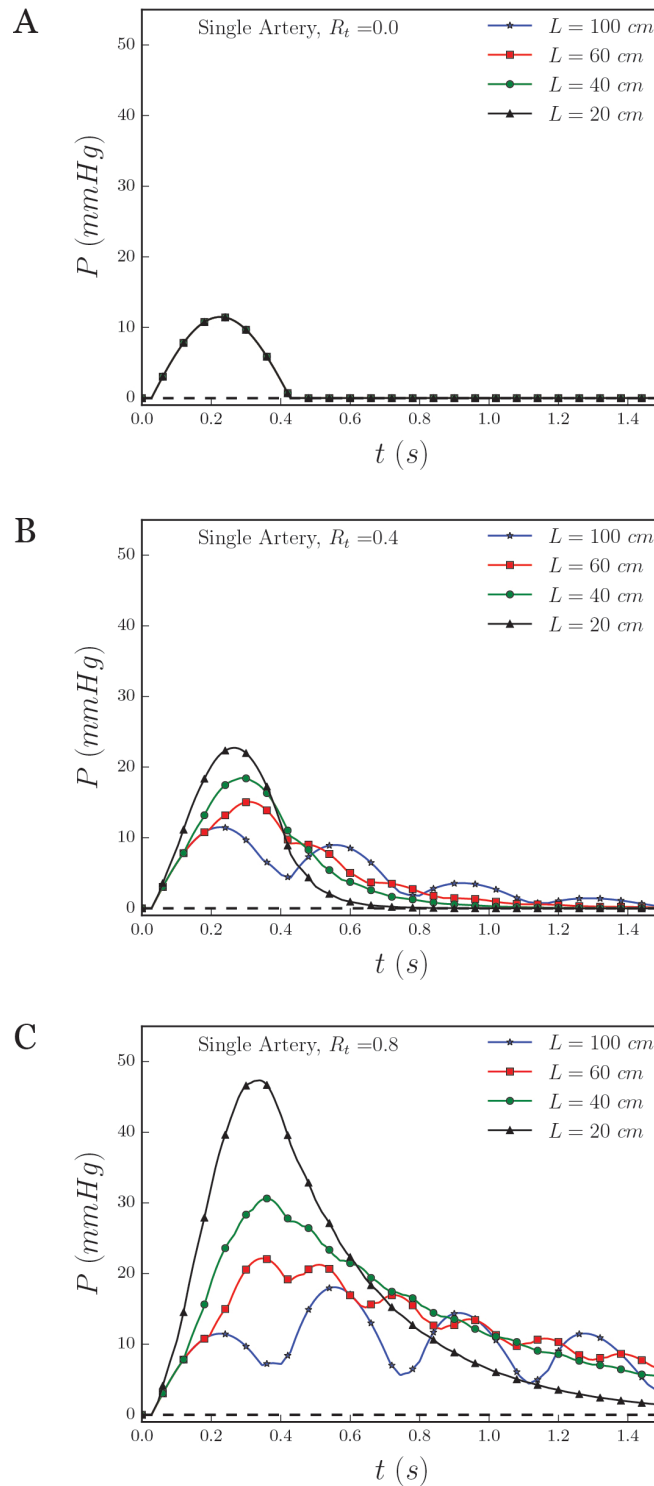 A
Single Artery, R_t =0.0
L = 100 cm
L = 60 cm
L = 40 cm
L = 20 cm
P (mmHg)
50
40
30
20
10
0
0.0 0.2 0.4 0.6 0.8 1.0 1.2 1.4
t (s)
B
Single Artery, R_t =0.4
L = 100 cm
L = 60 cm
L = 40 cm
L = 20 cm
P (mmHg)
50
40
30
20
10
0
0.0 0.2 0.4 0.6 0.8 1.0 1.2 1.4
t (s)
C
Single Artery, R_t =0.8
L = 100 cm
L = 60 cm
L = 40 cm
L = 20 cm
P (mmHg)
50
40
30
20
10
0
0.0 0.2 0.4 0.6 0.8 1.0 1.2 1.4
t (s)